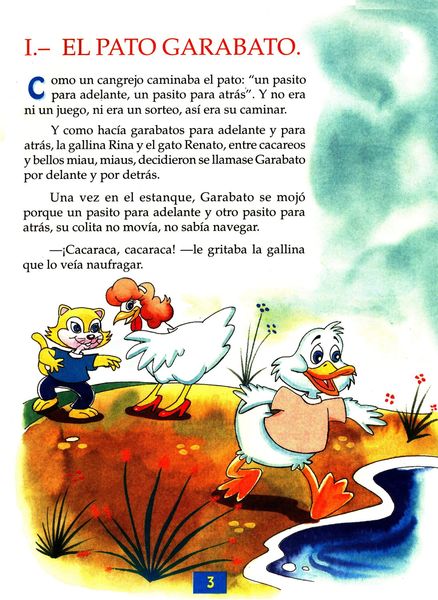 I.– EL PATO GARABATO.
Como un cangrejo caminaba el pato: “un pasito
para adelante, un pasito para atrás”. Y no era
ni un juego, ni era un sorteo, así era su caminar.
Y como hacía garabatos para adelante y para
atrás, la gallina Rina y el gato Renato, entre cacareos
y bellos miau, miaus, decidieron se llamase Garabato
por delante y por detrás.
Una vez en el estanque, Garabato se mojó
porque un pasito para adelante y otro pasito para
atrás, su colita no movía, no sabía navegar.
—¡Cacaraca, cacaraca! —le gritaba la gallina
que lo veía naufragar.
3